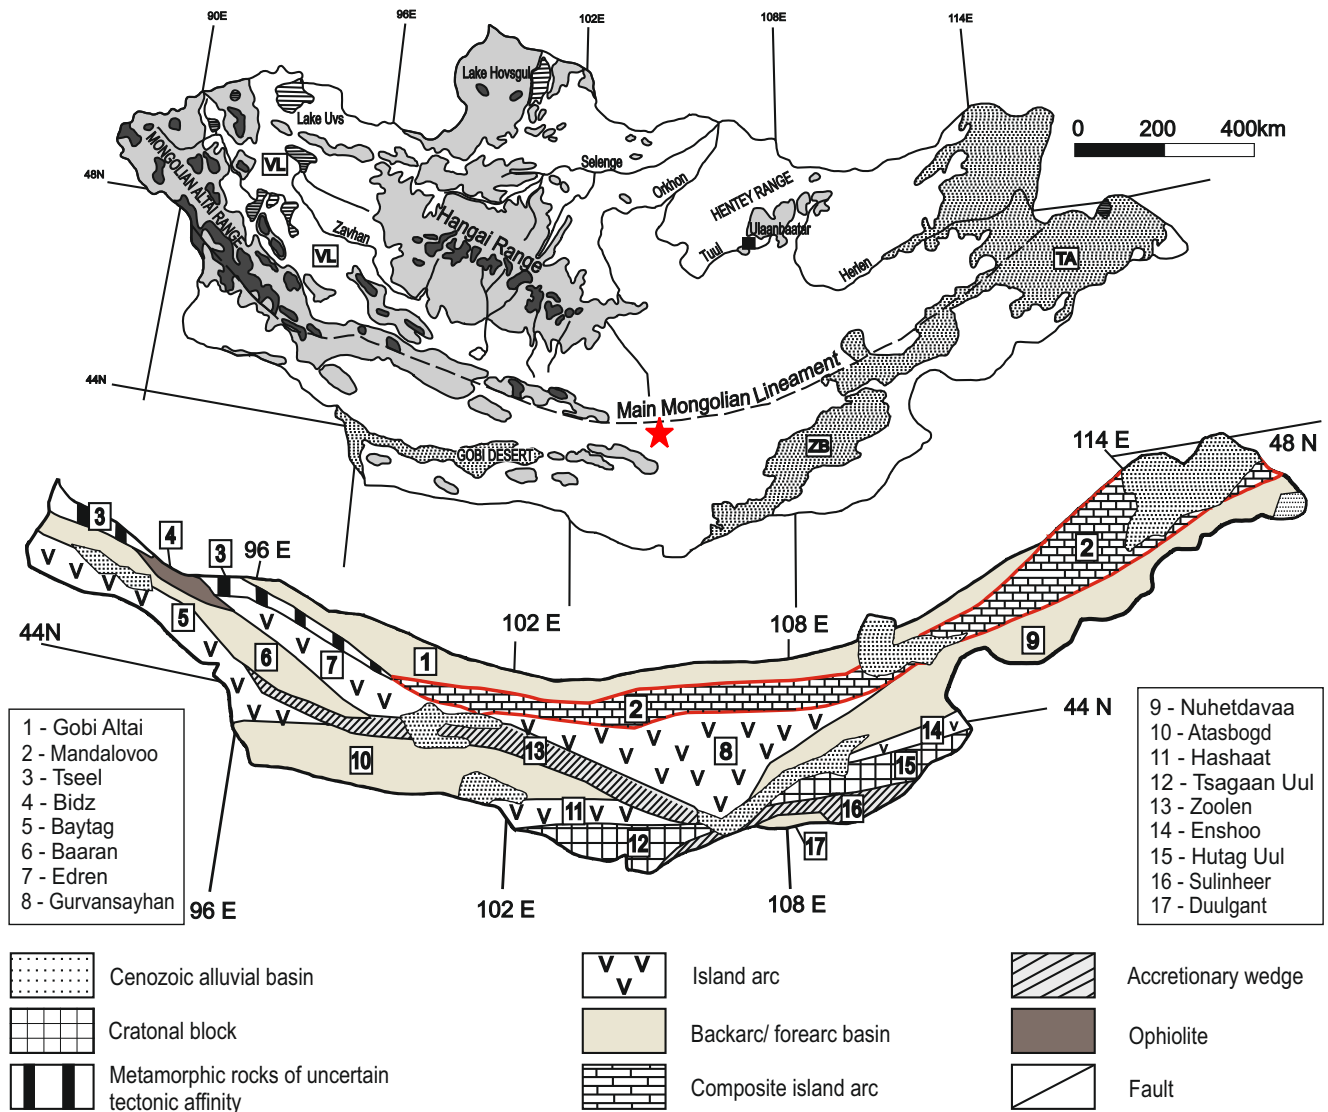 90E
96E
102E
108E
114E
Lake Hovsgul
Lake Uvs
0 200 400km
MONGOLIAN ALTAI RANGE
VL
Selenge
Orkhon
48N
HENTEY RANGE
Hangai Range
Zavhan
Ulaanbaatar
Tuul
VL
Herlen
TA
44N
Main Mongolian Lineament
GOBI DESERT
ZB
114 E
48 N
3
4
3
96 E
2
102 E
108 E
5
44N
6
7
1
9
2
44 N
14
8
13
10
15
11
16
12
17
96 E
102 E
108 E
1 - Gobi Altai
2 - Mandalovoo
3 - Tseel
4 - Bidz
5 - Baytag
6 - Baaran
7 - Edren
8 - Gurvansayhan
9 - Nuhetdavaa
10 - Atasbogd
11 - Hashaat
12 - Tsagaan Uul
13 - Zoolen
14 - Enshoo
15 - Hutag Uul
16 - Sulinheer
17 - Duulgant
Cenozoic alluvial basin
Cratonal block
Metamorphic rocks of uncertain
tectonic affinity
Island arc
Backarc/ forearc basin
Composite island arc
Accretionary wedge
Ophiolite
Fault